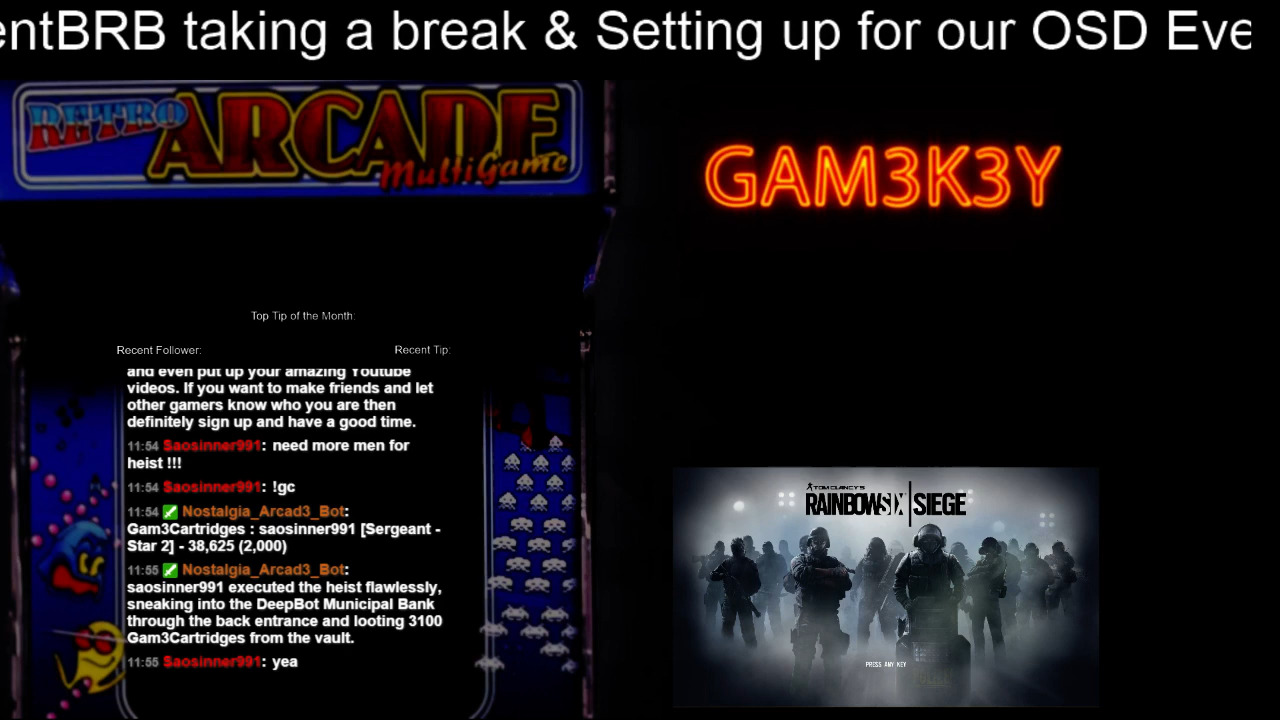 entBRB taking a break & Setting up for our OSD Eve
RETRO
ARCADE
MultiGame
GAM3K3Y
Top Tip of the Month:
Recent Follower:
Recent Tip:
and even put up your amazing Youtube
videos. If you want to make friends and let
other gamers know who you are then
definitely sign up and have a good time.
11:54 Saosinner991: need more men for
heist !!!
11:54 Saosinner991: !gc
11:54 Nostalgia_Arcad3_Bot:
Gam3Cartridges : saosinner991 [Sergeant -
Star 2] - 38,625 (2,000)
11:55 Nostalgia_Arcad3_Bot:
saosinner991 executed the heist flawlessly,
sneaking into the DeepBot Municipal Bank
through the back entrance and looting 3100
Gam3Cartridges from the vault.
11:55 Saosinner991: yea
TOM CLANCY'S
RAINBOWSIX | SIEGE
PRESS ANY KEY